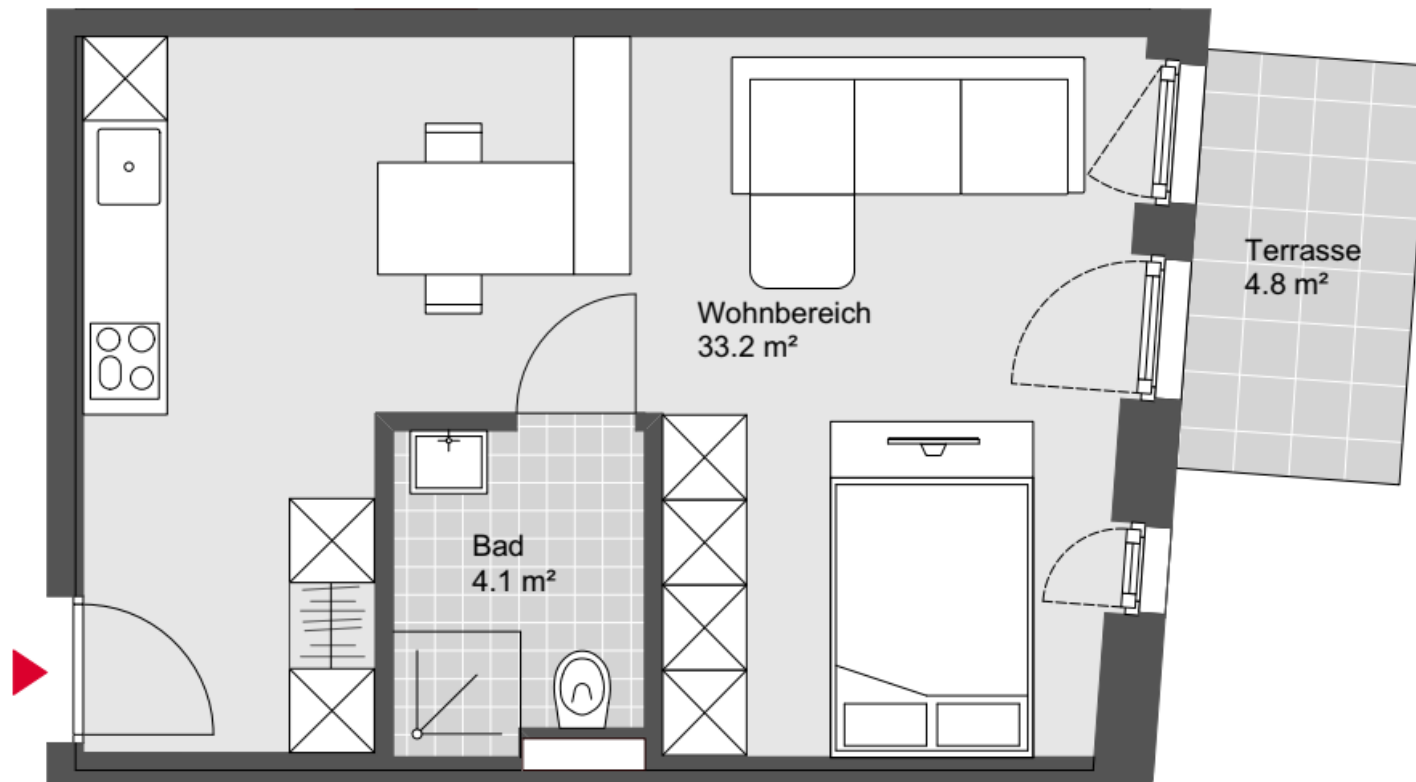 Terrasse
4.8 m²
Wohnbereich
33.2 m²
Bad
4.1 m²